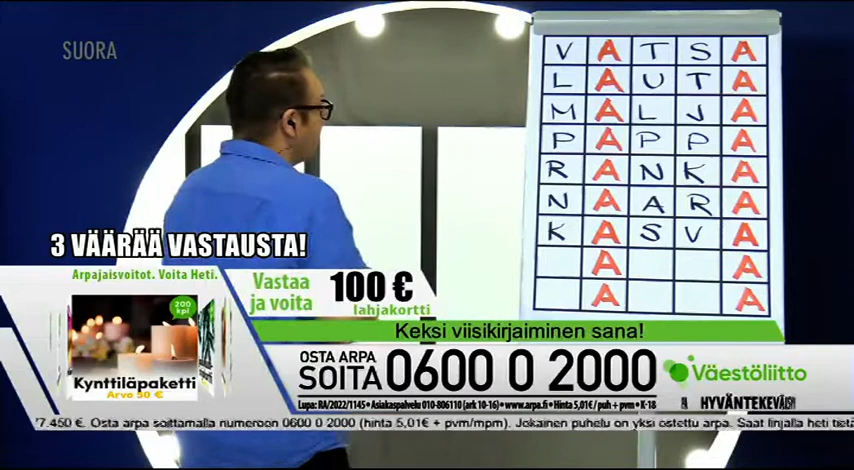 SUORA
V A T S A
L A U T A
M A L J A
P A P P A
R A N K A
N A A R A
K A S V A
A A
A A
3 VÄÄRÄÄ VASTAUSTA!
Arpajaisvoitot. Voita Heti.
200
kpl
Kynttiläpaketti
Arvo 50 €
Vastaa
ja voita
100 €
lahjakortti
Keksi viisikirjaiminen sana!
OSTA ARPA
SOITA 0600 0 2000
Lupa: RA/2022/1145 • Asiakaspalvelu 010-806110 (ark 10-16) • www.arpa.fi • Hinta 5,01€ / puh + pvm • K-18
Väestöliitto
HYVÄNTEKEVÄISY
7.450 €. Osta arpa soittamalla numeroon 0600 0 2000 (hinta 5,01€ + pvm/mpm). Jokainen puhelu on yksi ostettu arpa. Saat linjalla heti tietä